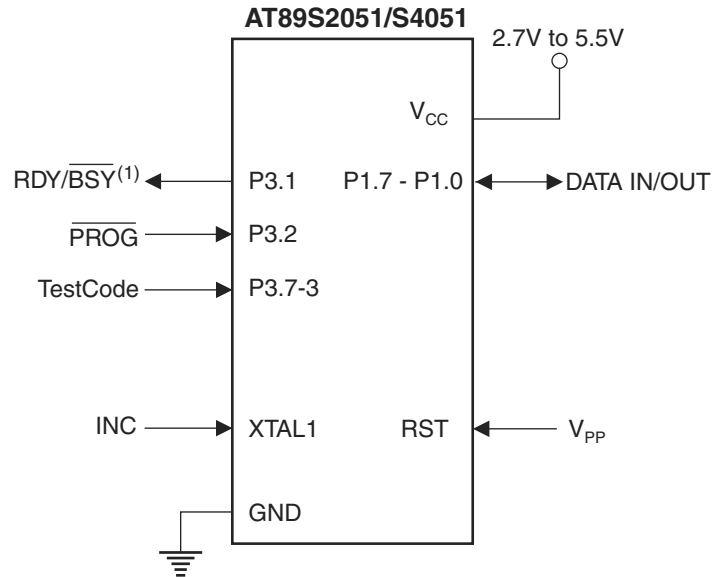 AT89S2051/S4051
2.7V to 5.5V
VCC
RDY/BSY(1) P3.1 P1.7 - P1.0 DATA IN/OUT
PROG P3.2
TestCode P3.7-3
INC XTAL1 RST VPP
GND